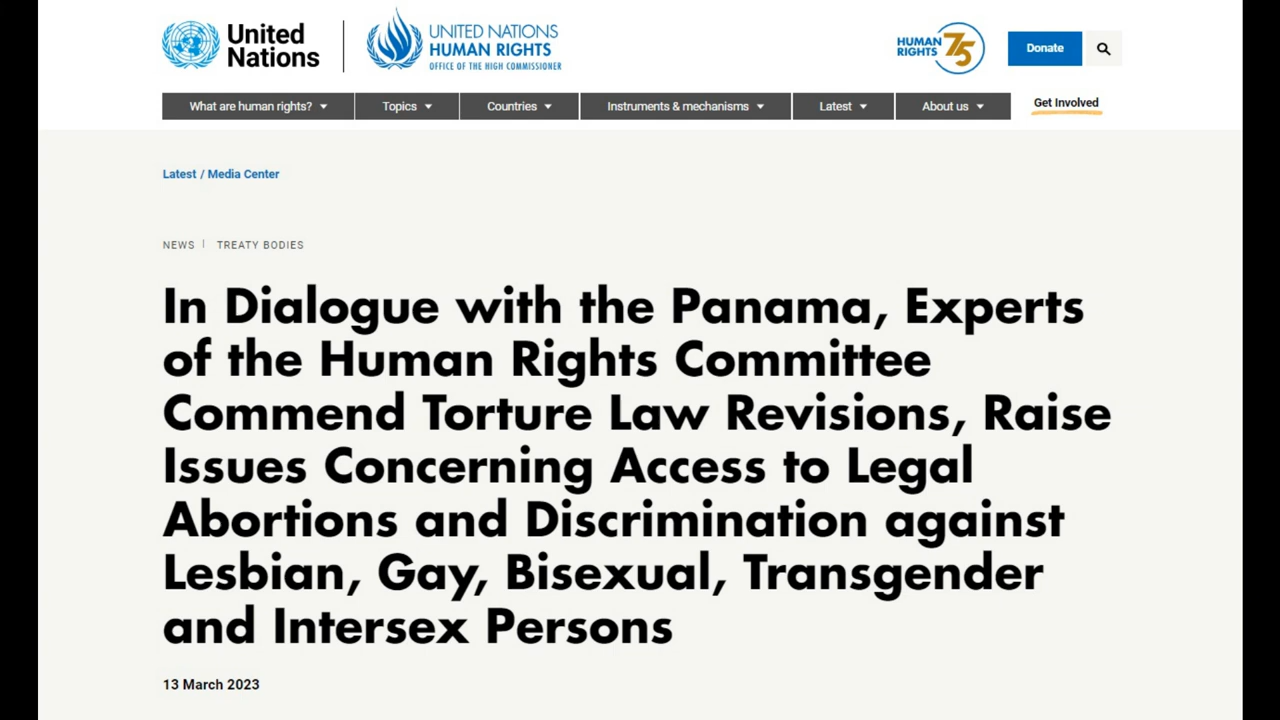 United
Nations
UNITED NATIONS
HUMAN RIGHTS
OFFICE OF THE HIGH COMMISSIONER
HUMAN
RIGHTS 75
Donate
What are human rights?
Topics
Countries
Instruments & mechanisms
Latest
About us
Get Involved
Latest / Media Center
NEWS | TREATY BODIES
In Dialogue with the Panama, Experts
of the Human Rights Committee
Commend Torture Law Revisions, Raise
Issues Concerning Access to Legal
Abortions and Discrimination against
Lesbian, Gay, Bisexual, Transgender
and Intersex Persons
13 March 2023